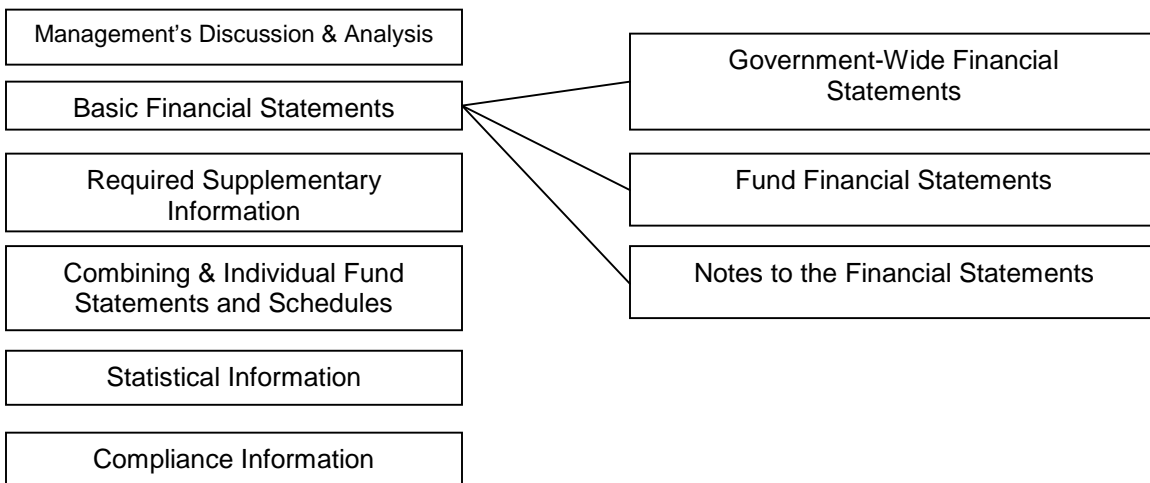 Management’s Discussion & Analysis
Basic Financial Statements
Required Supplementary
Information
Combining & Individual Fund
Statements and Schedules
Statistical Information
Compliance Information
Government-Wide Financial
Statements
Fund Financial Statements
Notes to the Financial Statements